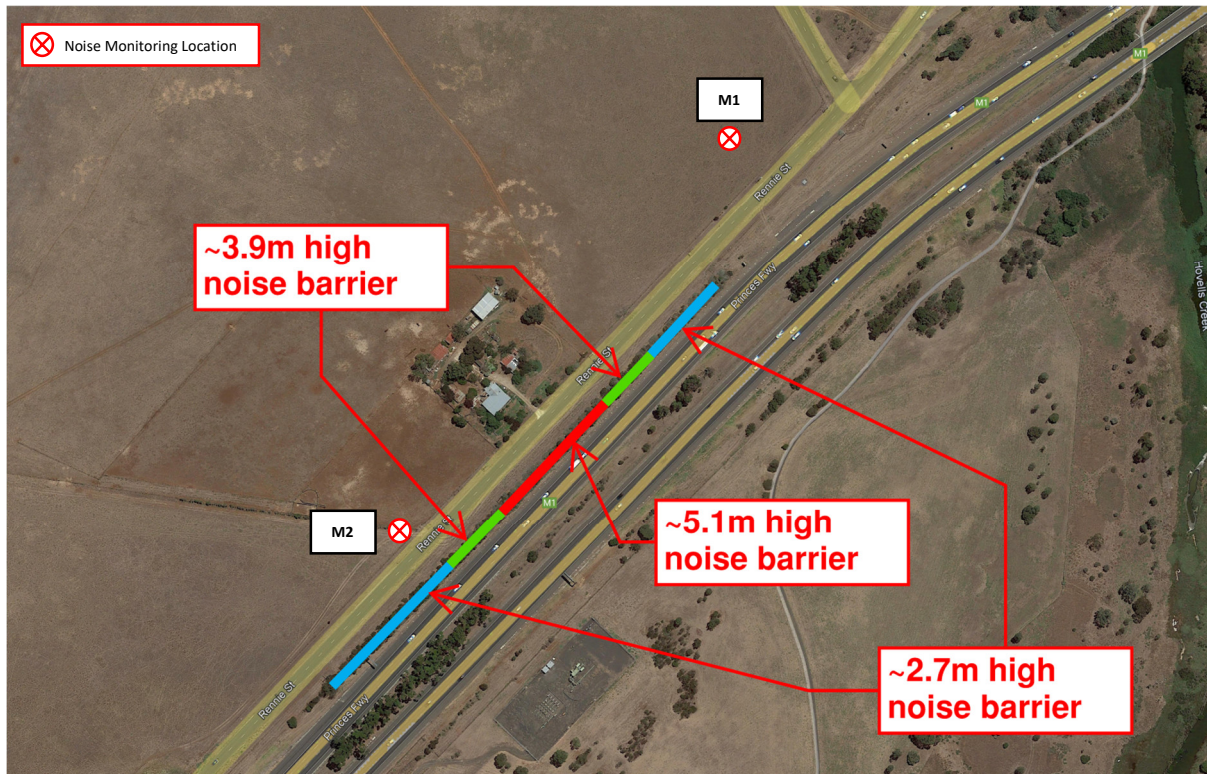 Noise Monitoring Location
M1
M1
M1
Rennie St
~3.9m high
noise barrier
Princes Fwy
Hovells Creek
Rennie St
M1
~5.1m high
noise barrier
M2
Rennie St
~2.7m high
noise barrier
Rennie St
Princes Fwy